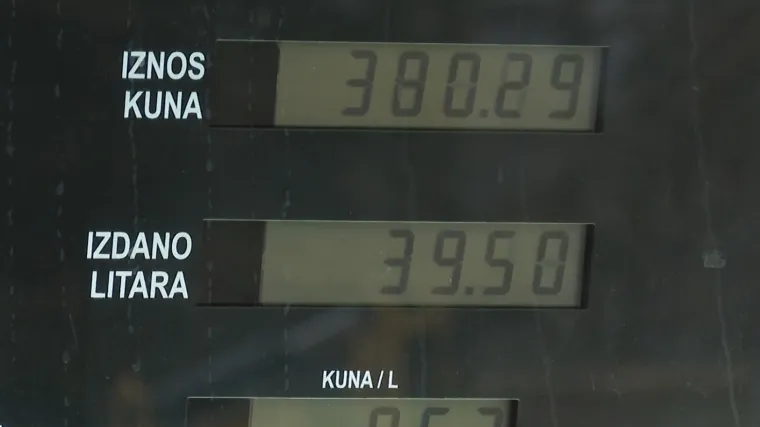 IZNOS
KUNA
380.29
IZDANO
LITARA
39.50
KUNA / L